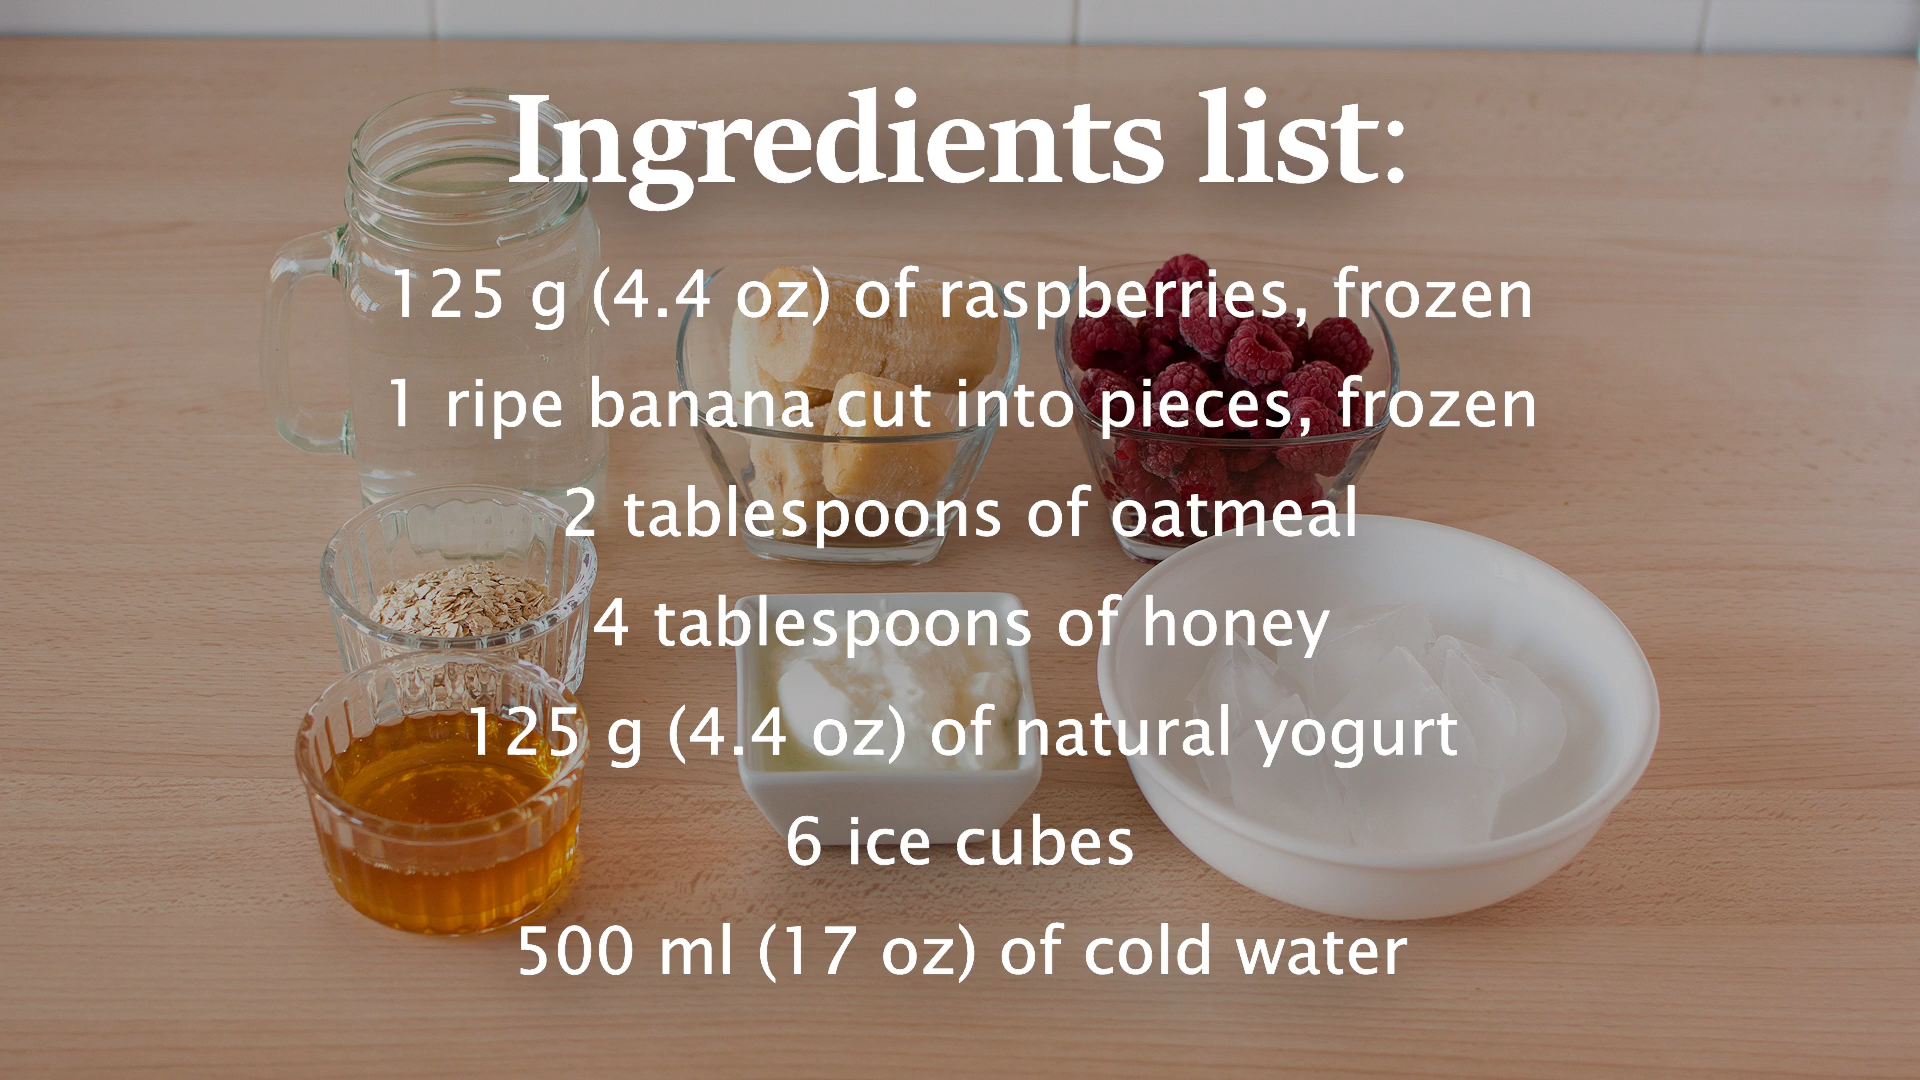 Ingredients list:
125 g (4.4 oz) of raspberries, frozen
1 ripe banana cut into pieces, frozen
2 tablespoons of oatmeal
4 tablespoons of honey
125 g (4.4 oz) of natural yogurt
6 ice cubes
500 ml (17 oz) of cold water